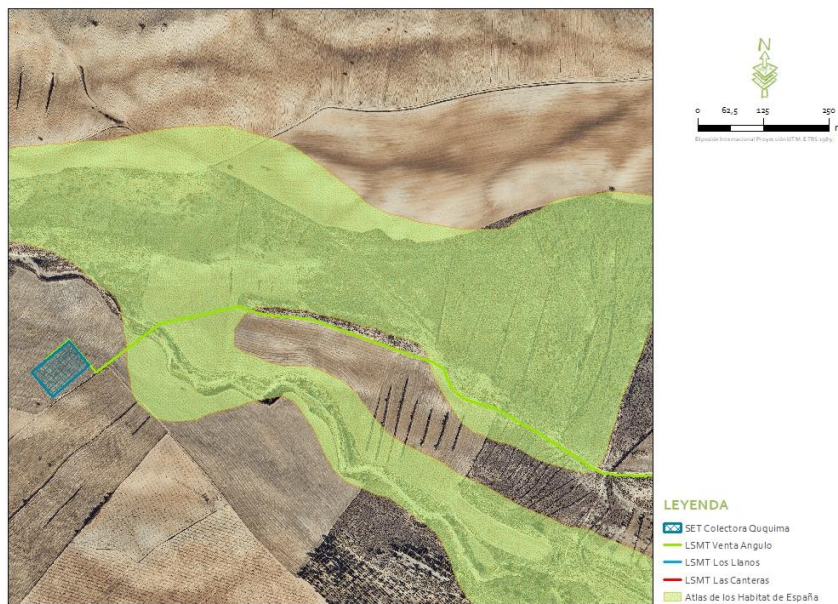 N
0 62,5 125 250
LEYENDA
SET Colectora Ququima
LSMT Venta Angulo
LSMT Los Llanos
LSMT Las Canteras
Atlas de los Habitat de España